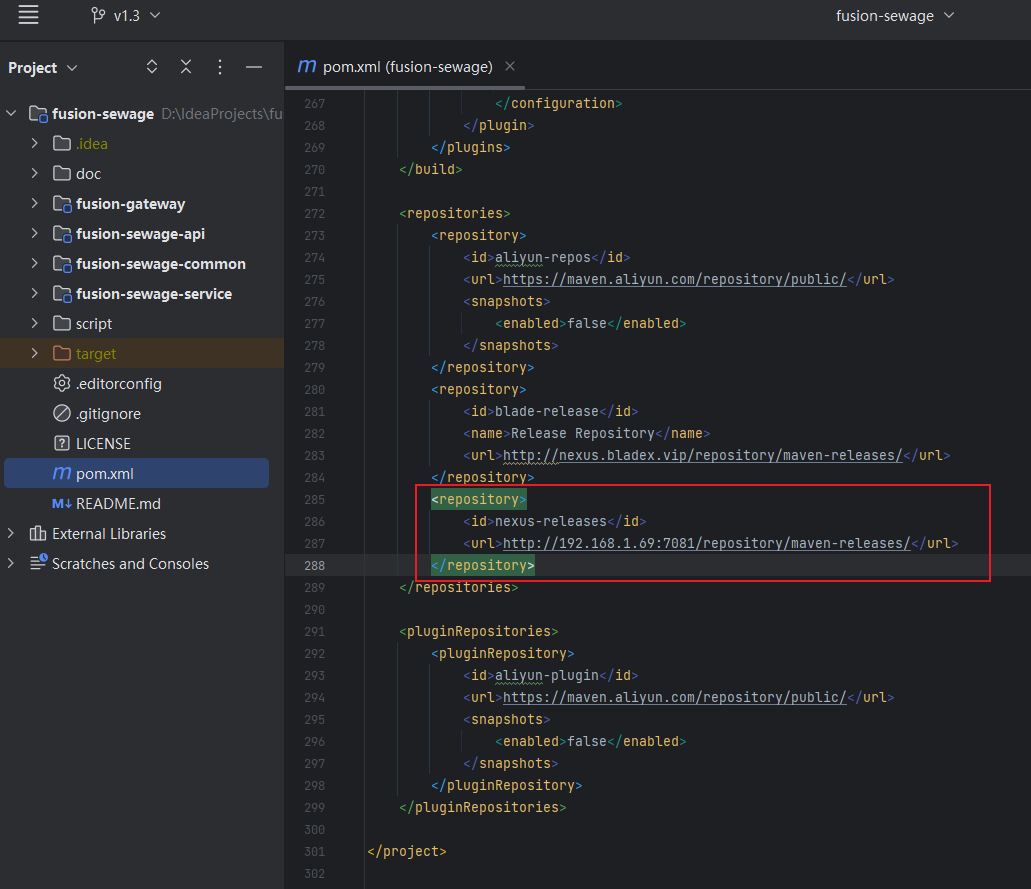 v1.3
fusion-sewage
Project
pom.xml (fusion-sewage)
fusion-sewage D:\IdeaProjects\fu
.idea
doc
fusion-gateway
fusion-sewage-api
fusion-sewage-common
fusion-sewage-service
script
target
.editorconfig
.gitignore
LICENSE
pom.xml
README.md
External Libraries
Scratches and Consoles
267 </configuration>
268 </plugin>
269 </plugins>
270 </build>
271
272 <repositories>
273 <repository>
274 <id>aliyun-repos</id>
275 <url>https://maven.aliyun.com/repository/public/</url>
276 <snapshots>
277 <enabled>false</enabled>
278 </snapshots>
279 </repository>
280 <repository>
281 <id>blade-release</id>
282 <name>Release Repository</name>
283 <url>http://nexus.bladex.vip/repository/maven-releases/</url>
284 </repository>
285 <repository>
286 <id>nexus-releases</id>
287 <url>http://192.168.1.69:7081/repository/maven-releases/</url>
288 </repository>
289 </repositories>
290
291 <pluginRepositories>
292 <pluginRepository>
293 <id>aliyun-plugin</id>
294 <url>https://maven.aliyun.com/repository/public/</url>
295 <snapshots>
296 <enabled>false</enabled>
297 </snapshots>
298 </pluginRepository>
299 </pluginRepositories>
300
301 </project>
302